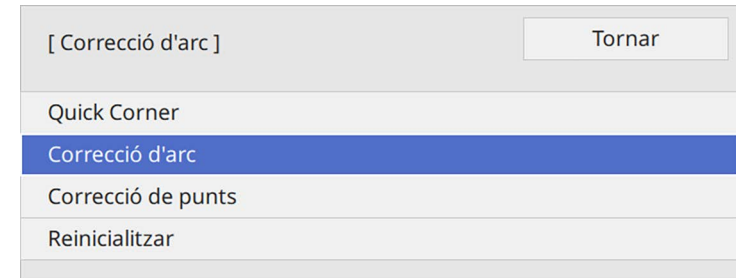 [ Correcció d'arc ]
Tornar
Quick Corner
Correcció d'arc
Correcció de punts
Reinicialitzar